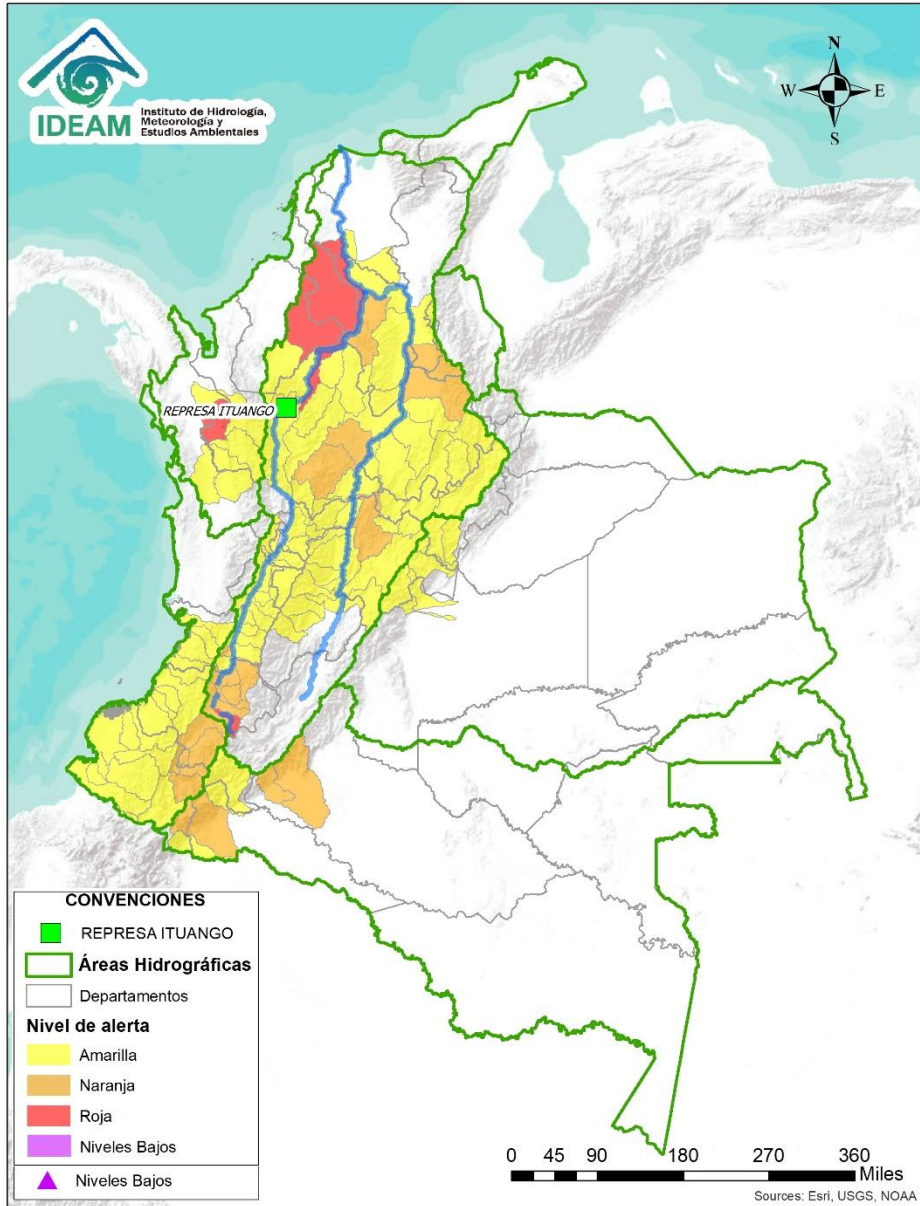 IDEAM
Instituto de Hidrología,
Meteorología y
Estudios Ambientales
N
W
E
S
REPRESA ITUANGO
CONVENCIONES
REPRESA ITUANGO
Áreas Hidrográficas
Departamentos
Nivel de alerta
Amarilla
Naranja
Roja
Niveles Bajos
Niveles Bajos
0 45 90 180 270 360
Miles
Sources: Esri, USGS, NOAA